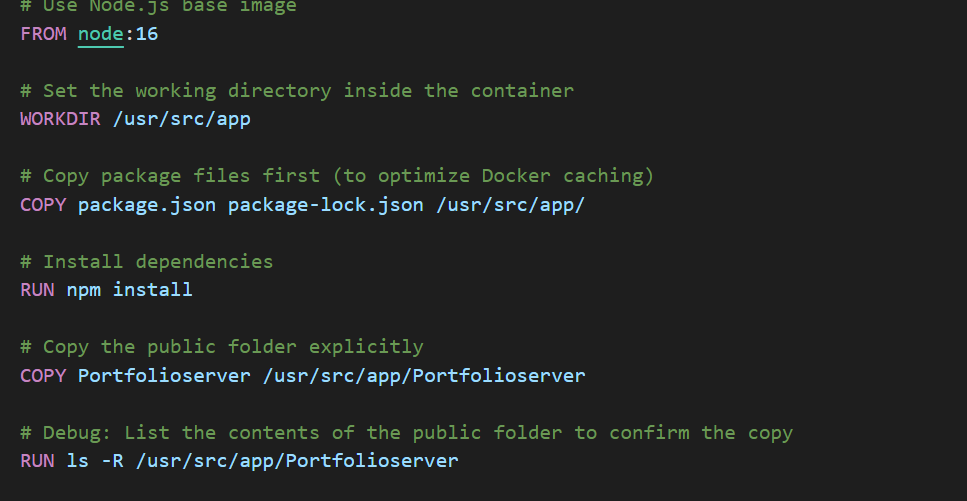 # Use Node.js base image
FROM node:16
# Set the working directory inside the container
WORKDIR /usr/src/app
# Copy package files first (to optimize Docker caching)
COPY package.json package-lock.json /usr/src/app/
# Install dependencies
RUN npm install
# Copy the public folder explicitly
COPY Portfolioserver /usr/src/app/Portfolioserver
# Debug: List the contents of the public folder to confirm the copy
RUN ls -R /usr/src/app/Portfolioserver